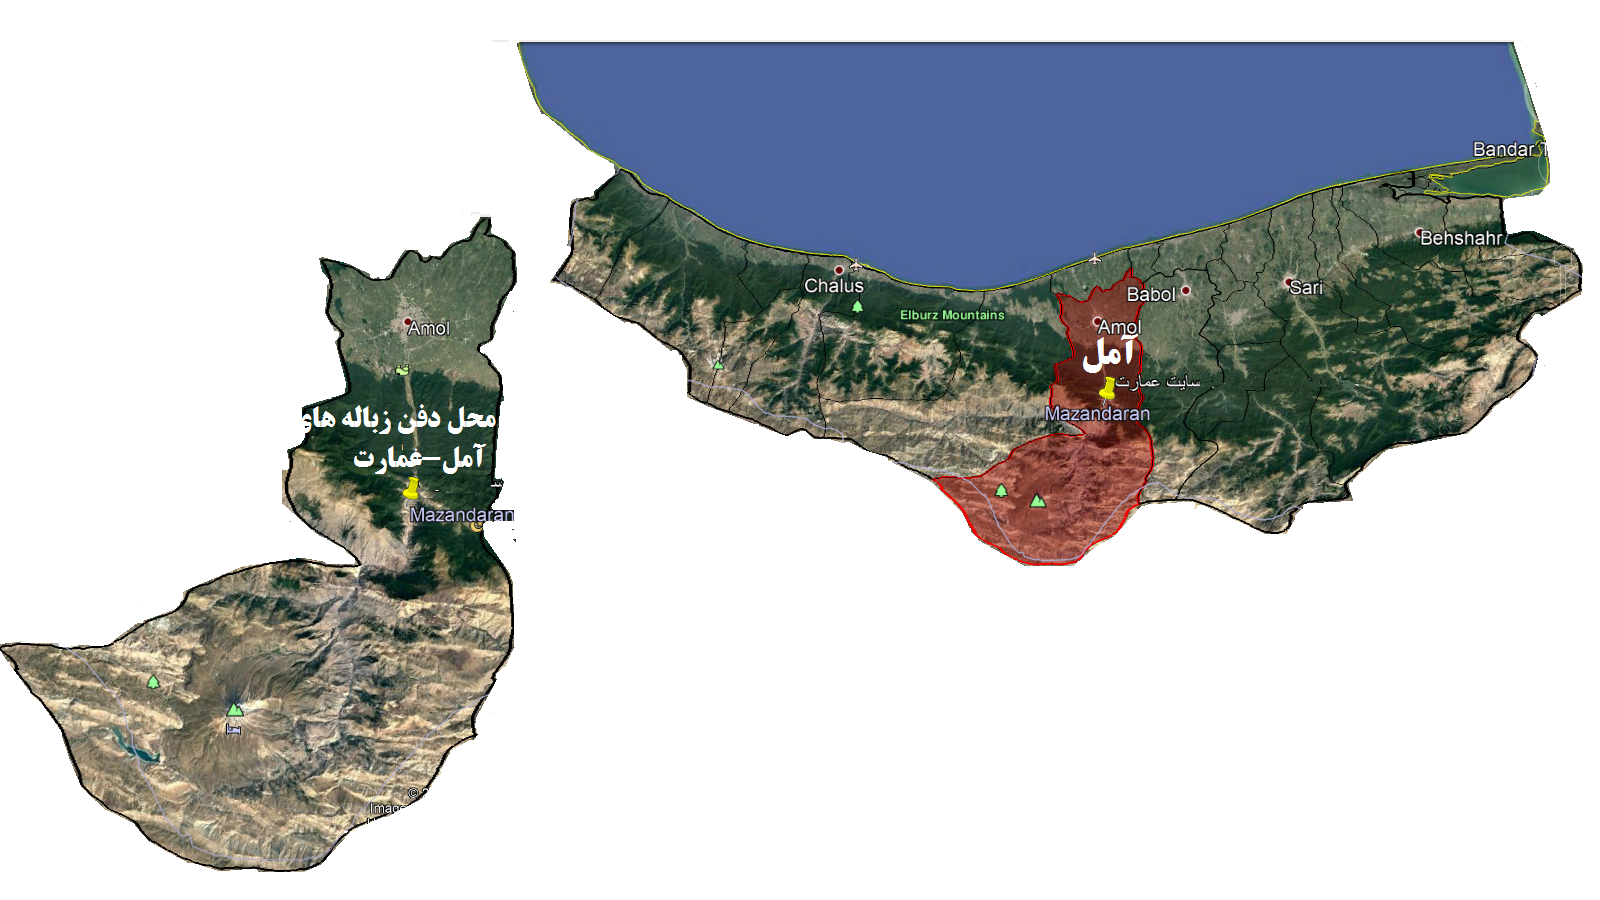 Amol
محل دفن زباله های
آمل-عمارت
Mazandaran
Bandar T
Behshahr
Chalus
Sari
Babol
Elburz Mountains
Amol
آمل
سایت عمارت
Mazandaran